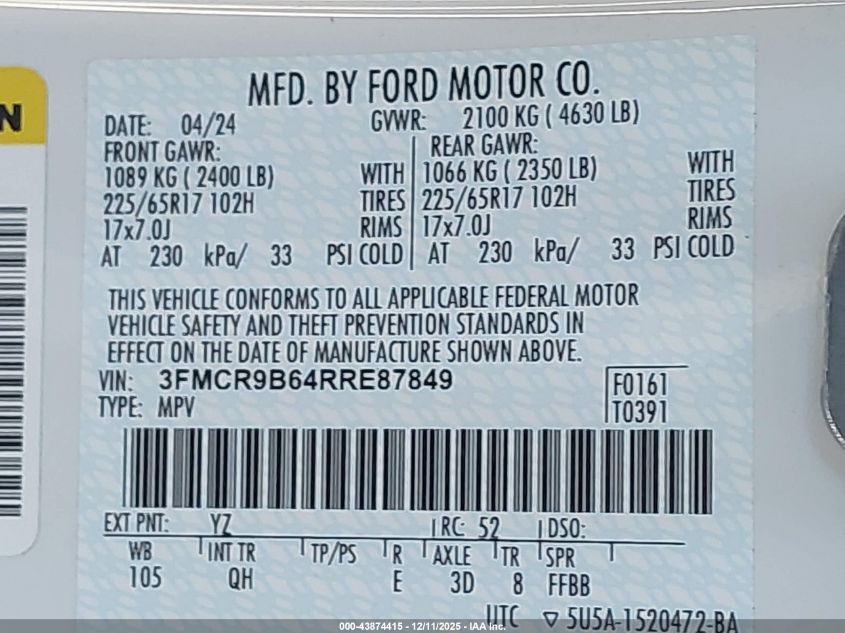 N
MFD. BY FORD MOTOR CO.
DATE: 04/24 GVWR: 2100 KG ( 4630 LB)
FRONT GAWR: REAR GAWR:
1089 KG ( 2400 LB) WITH 1066 KG ( 2350 LB) WITH
225/65R17 102H TIRES 225/65R17 102H TIRES
17x7.0J RIMS 17x7.0J RIMS
AT 230 kPa/ 33 PSI COLD AT 230 kPa/ 33 PSI COLD
THIS VEHICLE CONFORMS TO ALL APPLICABLE FEDERAL MOTOR
VEHICLE SAFETY AND THEFT PREVENTION STANDARDS IN
EFFECT ON THE DATE OF MANUFACTURE SHOWN ABOVE.
VIN: 3FMCR9B64RRE87849 F0161
TYPE: MPV T0391
EXT PNT: YZ RC: 52 DSO:
WB INT TR TP/PS R AXLE TR SPR
105 QH E 3D 8 FFBB
UTC ▽ 5U5A-1520472-BA
000-43874415 - 12/11/2025 - IAA Inc.